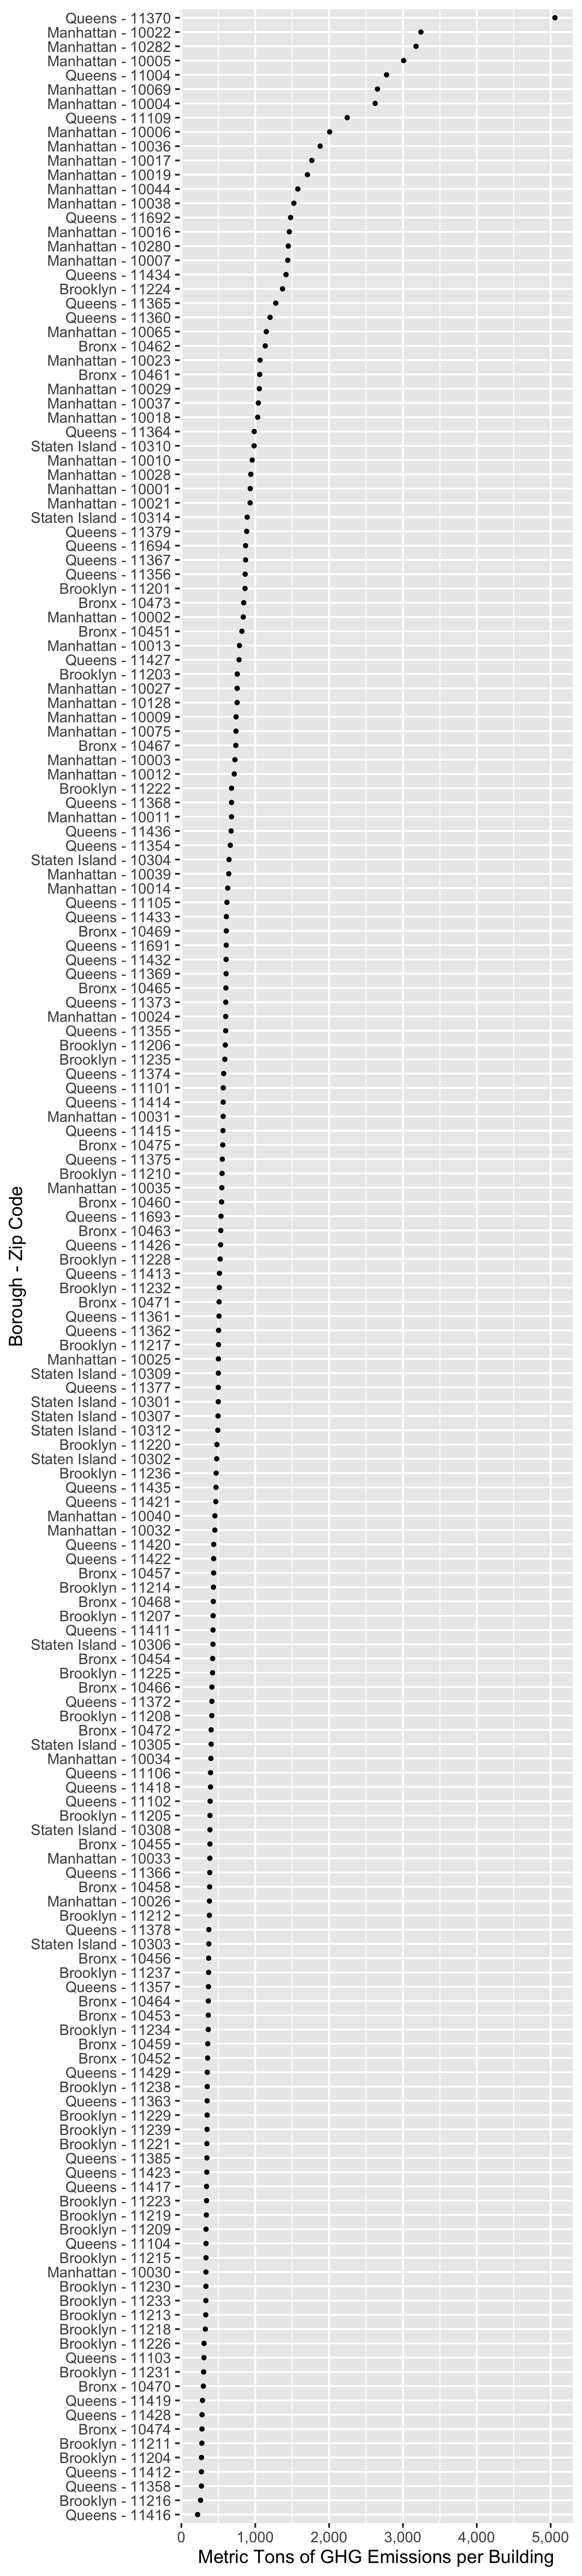 Queens - 11370
Manhattan - 10022
Manhattan - 10282
Manhattan - 10005
Queens - 11004
Manhattan - 10069
Manhattan - 10004
Queens - 11109
Manhattan - 10006
Manhattan - 10036
Manhattan - 10017
Manhattan - 10019
Manhattan - 10044
Manhattan - 10038
Queens - 11692
Manhattan - 10016
Manhattan - 10280
Manhattan - 10007
Queens - 11434
Brooklyn - 11224
Queens - 11365
Queens - 11360
Manhattan - 10065
Bronx - 10462
Manhattan - 10023
Bronx - 10461
Manhattan - 10029
Manhattan - 10037
Manhattan - 10018
Queens - 11364
Staten Island - 10310
Manhattan - 10010
Manhattan - 10028
Manhattan - 10001
Manhattan - 10021
Staten Island - 10314
Queens - 11379
Queens - 11694
Queens - 11367
Queens - 11356
Brooklyn - 11201
Bronx - 10473
Manhattan - 10002
Bronx - 10451
Manhattan - 10013
Queens - 11427
Brooklyn - 11203
Manhattan - 10027
Manhattan - 10128
Manhattan - 10009
Manhattan - 10075
Bronx - 10467
Manhattan - 10003
Manhattan - 10012
Brooklyn - 11222
Queens - 11368
Manhattan - 10011
Queens - 11436
Queens - 11354
Staten Island - 10304
Manhattan - 10039
Manhattan - 10014
Queens - 11105
Queens - 11433
Bronx - 10469
Queens - 11691
Queens - 11432
Queens - 11369
Bronx - 10465
Queens - 11373
Manhattan - 10024
Queens - 11355
Brooklyn - 11206
Brooklyn - 11235
Queens - 11374
Queens - 11101
Queens - 11414
Manhattan - 10031
Queens - 11415
Bronx - 10475
Queens - 11375
Brooklyn - 11210
Manhattan - 10035
Bronx - 10460
Queens - 11693
Bronx - 10463
Queens - 11426
Brooklyn - 11228
Queens - 11413
Brooklyn - 11232
Bronx - 10471
Queens - 11361
Queens - 11362
Brooklyn - 11217
Manhattan - 10025
Staten Island - 10309
Queens - 11377
Staten Island - 10301
Staten Island - 10307
Staten Island - 10312
Brooklyn - 11220
Staten Island - 10302
Brooklyn - 11236
Queens - 11435
Queens - 11421
Manhattan - 10040
Manhattan - 10032
Queens - 11420
Queens - 11422
Bronx - 10457
Brooklyn - 11214
Bronx - 10468
Brooklyn - 11207
Queens - 11411
Staten Island - 10306
Bronx - 10454
Brooklyn - 11225
Bronx - 10466
Queens - 11372
Brooklyn - 11208
Bronx - 10472
Staten Island - 10305
Manhattan - 10034
Queens - 11106
Queens - 11418
Queens - 11102
Brooklyn - 11205
Staten Island - 10308
Bronx - 10455
Manhattan - 10033
Queens - 11366
Bronx - 10458
Manhattan - 10026
Brooklyn - 11212
Queens - 11378
Staten Island - 10303
Bronx - 10456
Brooklyn - 11237
Queens - 11357
Bronx - 10464
Bronx - 10453
Brooklyn - 11234
Bronx - 10459
Bronx - 10452
Queens - 11429
Brooklyn - 11238
Queens - 11363
Brooklyn - 11229
Brooklyn - 11239
Brooklyn - 11221
Queens - 11385
Queens - 11423
Queens - 11417
Brooklyn - 11223
Brooklyn - 11219
Brooklyn - 11209
Queens - 11104
Brooklyn - 11215
Manhattan - 10030
Brooklyn - 11230
Brooklyn - 11233
Brooklyn - 11213
Brooklyn - 11218
Brooklyn - 11226
Queens - 11103
Brooklyn - 11231
Bronx - 10470
Queens - 11419
Queens - 11428
Bronx - 10474
Brooklyn - 11211
Brooklyn - 11204
Queens - 11412
Queens - 11358
Brooklyn - 11216
Queens - 11416
Borough - Zip Code
0 1,000 2,000 3,000 4,000 5,000
Metric Tons of GHG Emissions per Building